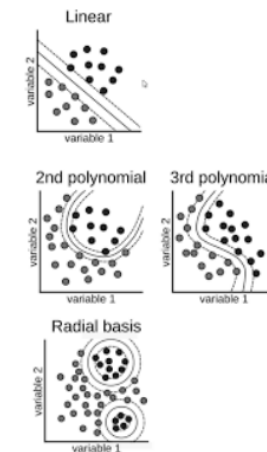 Linear
variable 2
variable 1
2nd polynomial
variable 2
variable 1
3rd polynomia
variable 2
variable 1
Radial basis
variable 2
variable 1